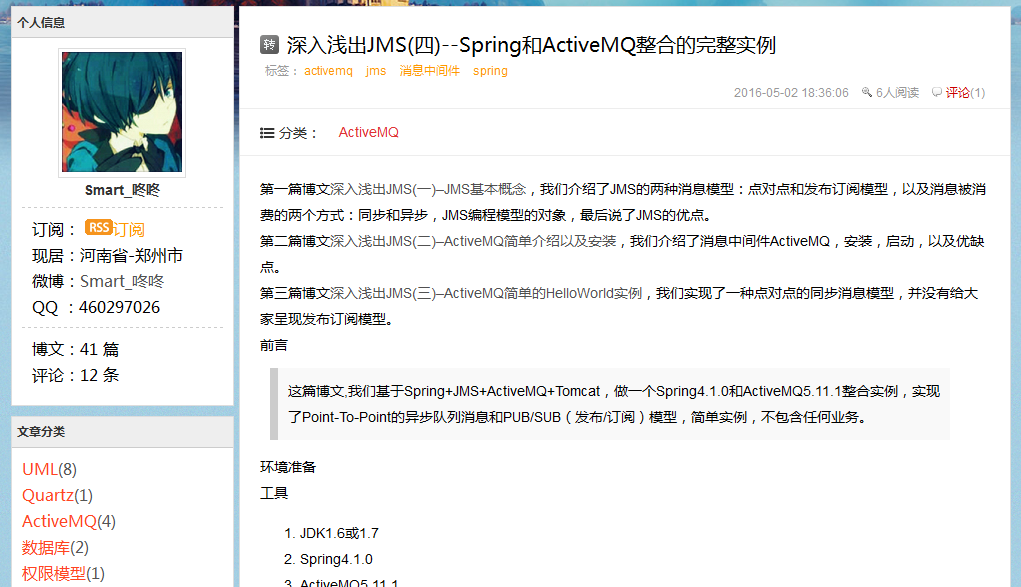 个人信息
Smart_咚咚
订阅： RSS订阅
现居：河南省-郑州市
微博：Smart_咚咚
QQ ：460297026
博文：41 篇
评论：12 条
文章分类
UML(8)
Quartz(1)
ActiveMQ(4)
数据库(2)
权限模型(1)
转 深入浅出JMS(四)--Spring和ActiveMQ整合的完整实例
标签： activemq jms 消息中间件 spring
2016-05-02 18:36:06 6人阅读 评论(1)
分类： ActiveMQ
第一篇博文深入浅出JMS(一)–JMS基本概念，我们介绍了JMS的两种消息模型：点对点和发布订阅模型，以及消息被消
费的两个方式：同步和异步，JMS编程模型的对象，最后说了JMS的优点。
第二篇博文深入浅出JMS(二)–ActiveMQ简单介绍以及安装，我们介绍了消息中间件ActiveMQ，安装，启动，以及优缺
点。
第三篇博文深入浅出JMS(三)–ActiveMQ简单的HelloWorld实例，我们实现了一种点对点的同步消息模型，并没有给大
家呈现发布订阅模型。
前言
这篇博文,我们基于Spring+JMS+ActiveMQ+Tomcat，做一个Spring4.1.0和ActiveMQ5.11.1整合实例，实现
了Point-To-Point的异步队列消息和PUB/SUB（发布/订阅）模型，简单实例，不包含任何业务。
环境准备
工具
1. JDK1.6或1.7
2. Spring4.1.0
3. ActiveMQ5.11.1